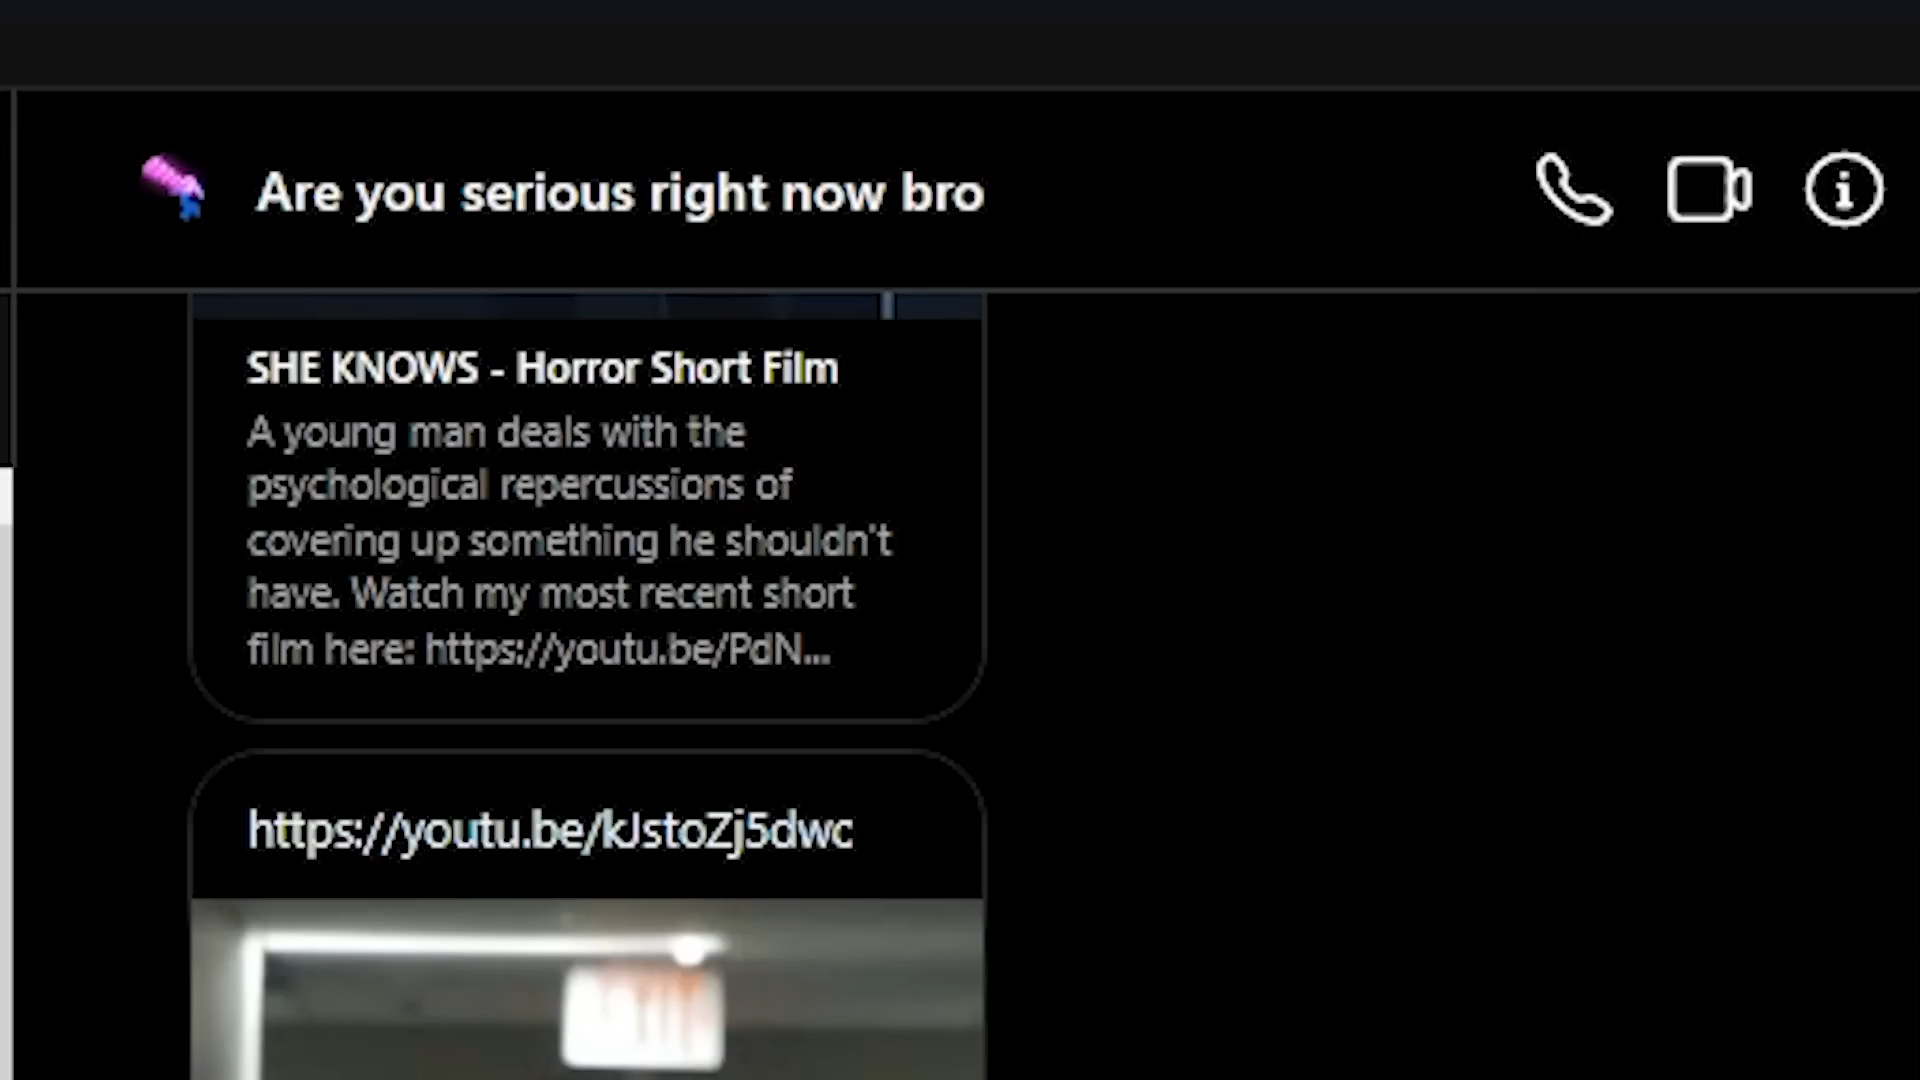 Are you serious right now bro
SHE KNOWS - Horror Short Film
A young man deals with the
psychological repercussions of
covering up something he shouldn't
have. Watch my most recent short
film here: https://youtu.be/PdN...
https://youtu.be/kJstoZj5dwc